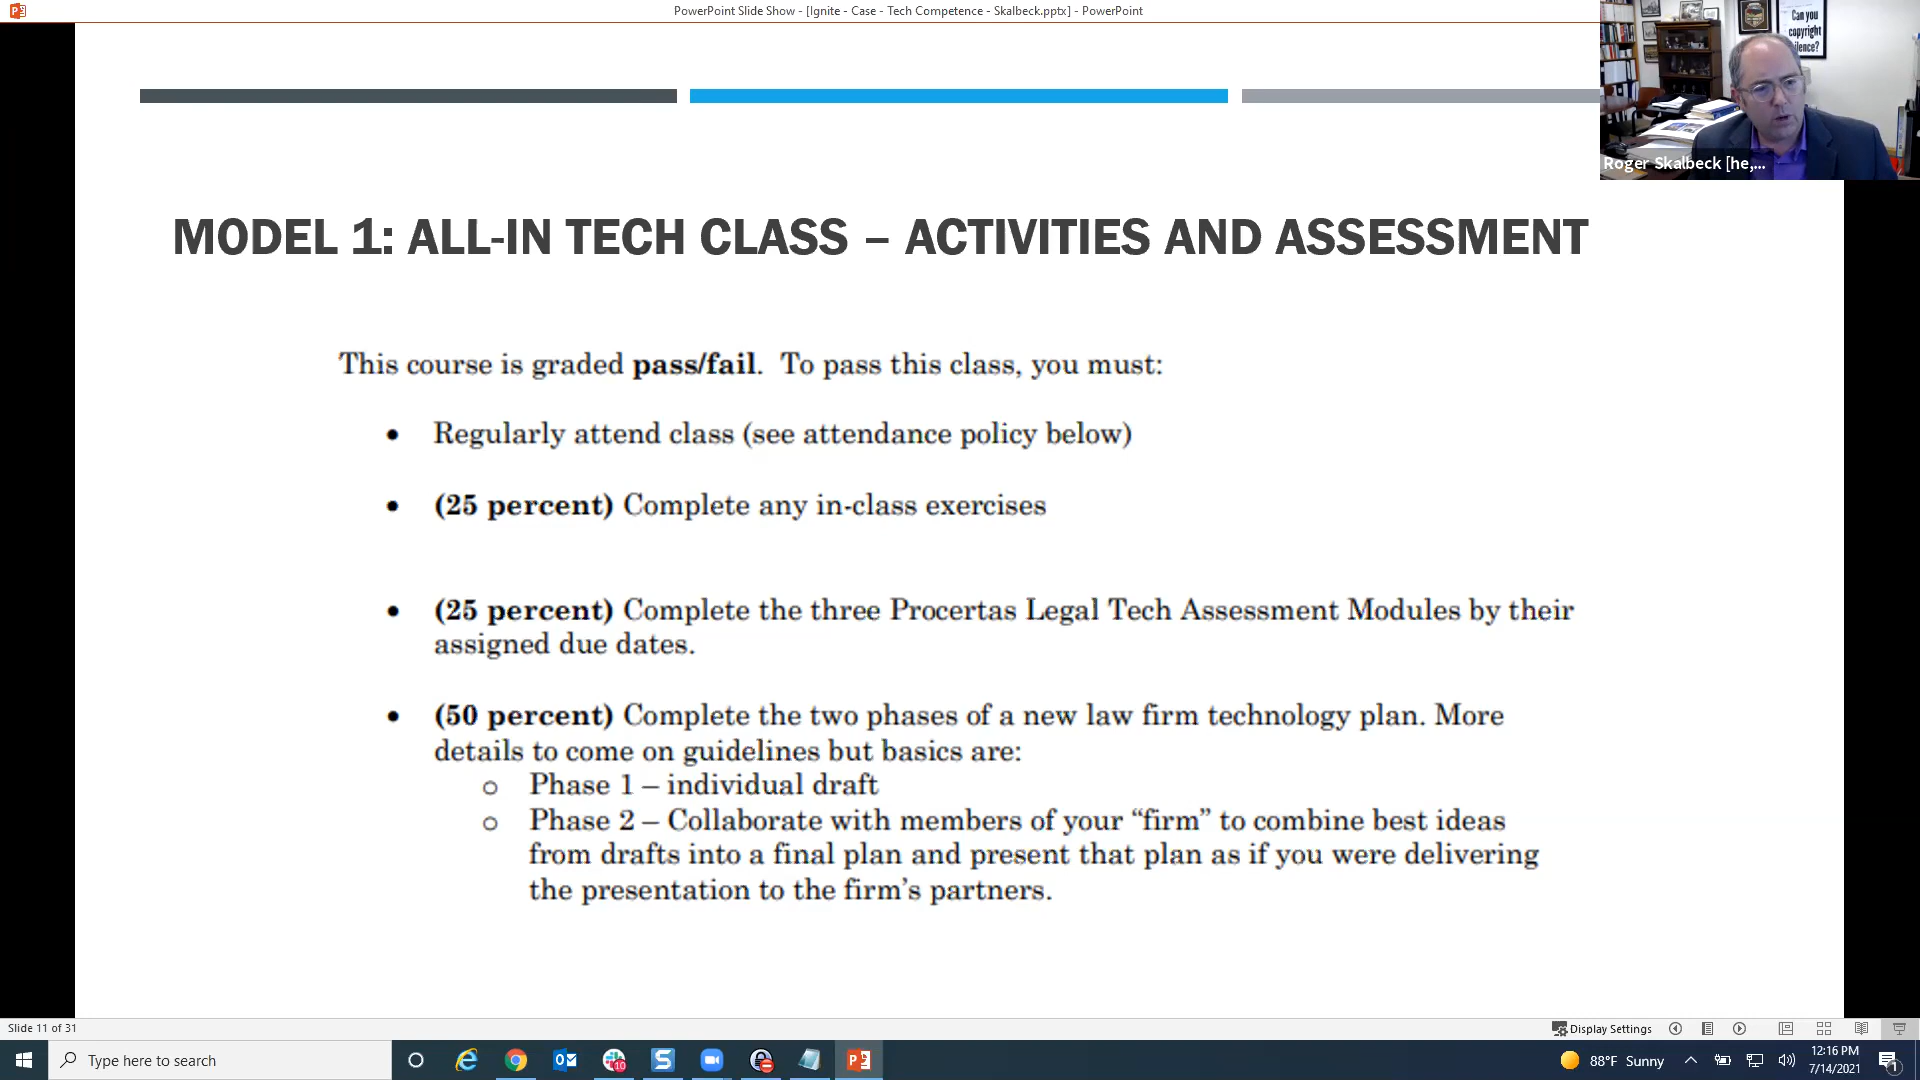 PowerPoint Slide Show - [Ignite - Case - Tech Competence - Skalbeck.pptx] - PowerPoint
Can you
copyright
silence?
Roger Skalbeck [he,...
MODEL 1: ALL-IN TECH CLASS – ACTIVITIES AND ASSESSMENT
This course is graded pass/fail. To pass this class, you must:
• Regularly attend class (see attendance policy below)
• (25 percent) Complete any in-class exercises
• (25 percent) Complete the three Procertas Legal Tech Assessment Modules by their
assigned due dates.
• (50 percent) Complete the two phases of a new law firm technology plan. More
details to come on guidelines but basics are:
o Phase 1 – individual draft
o Phase 2 – Collaborate with members of your “firm” to combine best ideas
from drafts into a final plan and present that plan as if you were delivering
the presentation to the firm’s partners.
Slide 11 of 31
Display Settings
Type here to search
10
88°F Sunny
12:16 PM
7/14/2021
1